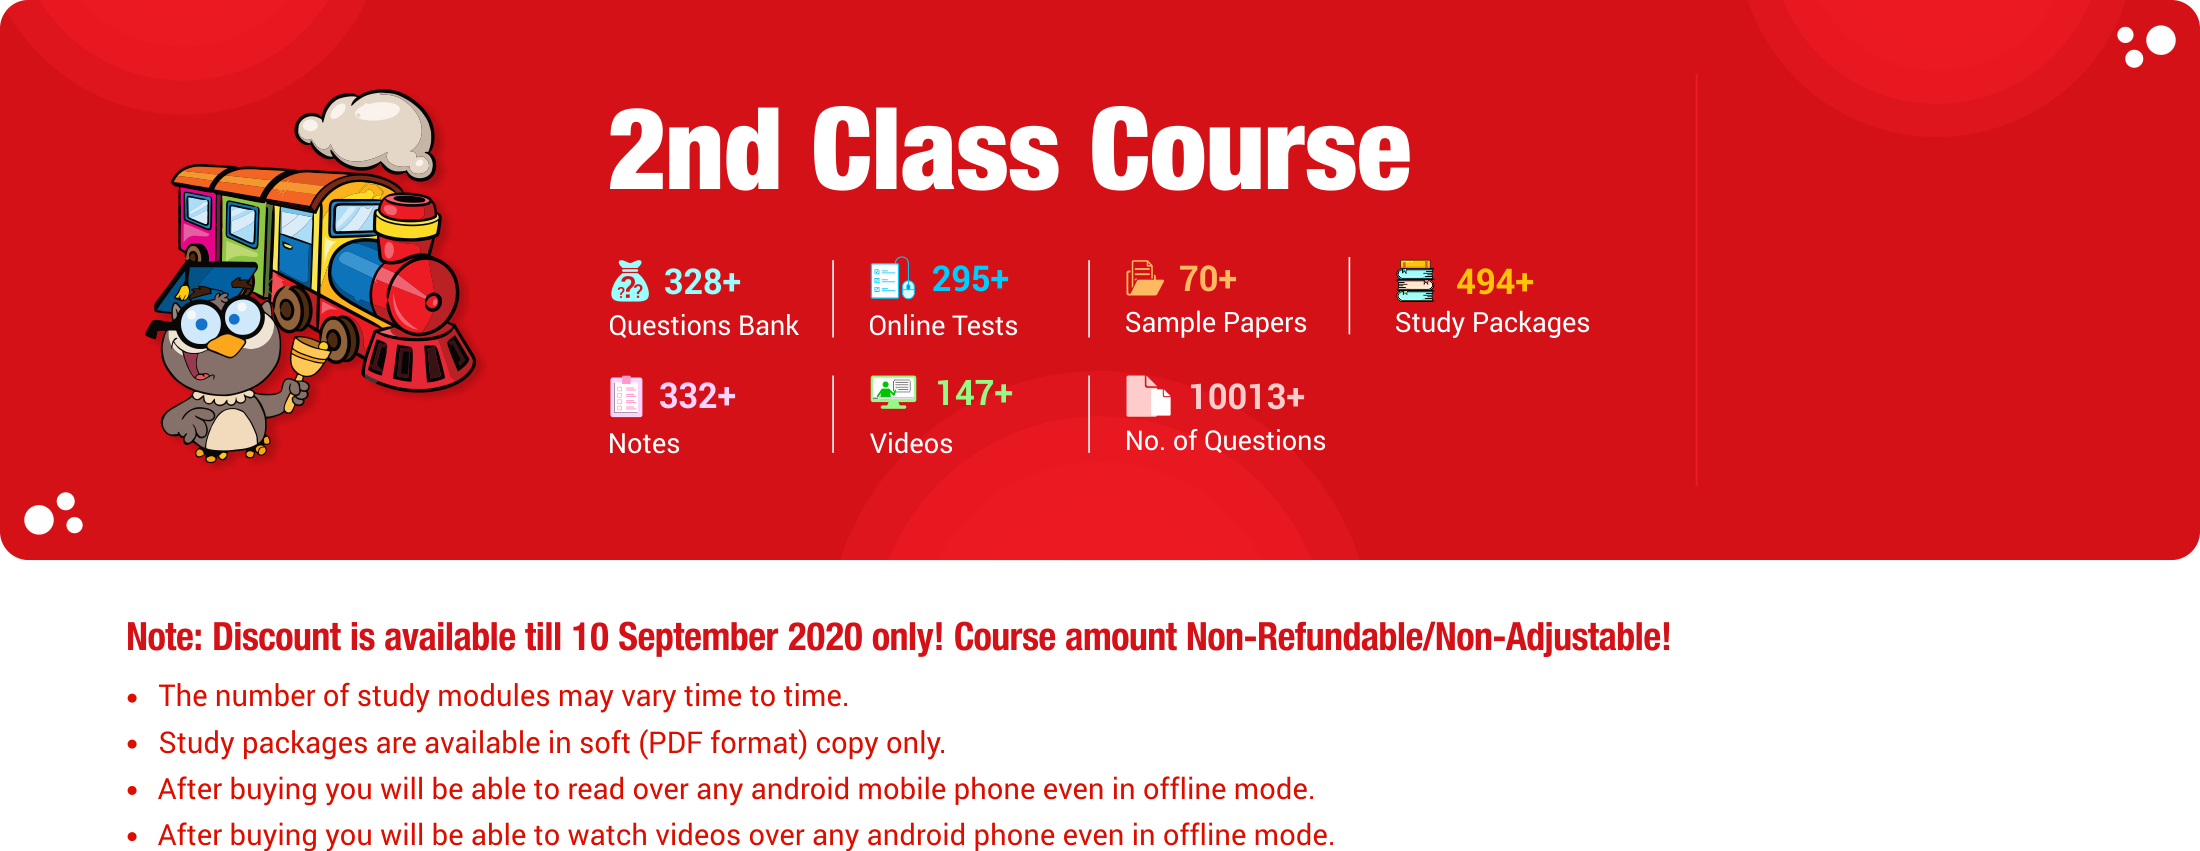 2nd Class Course
328+ 295+ 70+ 494+
Questions Bank Online Tests Sample Papers Study Packages
332+ 147+ 10013+
Notes Videos No. of Questions
Note: Discount is available till 10 September 2020 only! Course amount Non-Refundable/Non-Adjustable!
• The number of study modules may vary time to time.
• Study packages are available in soft (PDF format) copy only.
• After buying you will be able to read over any android mobile phone even in offline mode.
• After buying you will be able to watch videos over any android phone even in offline mode.